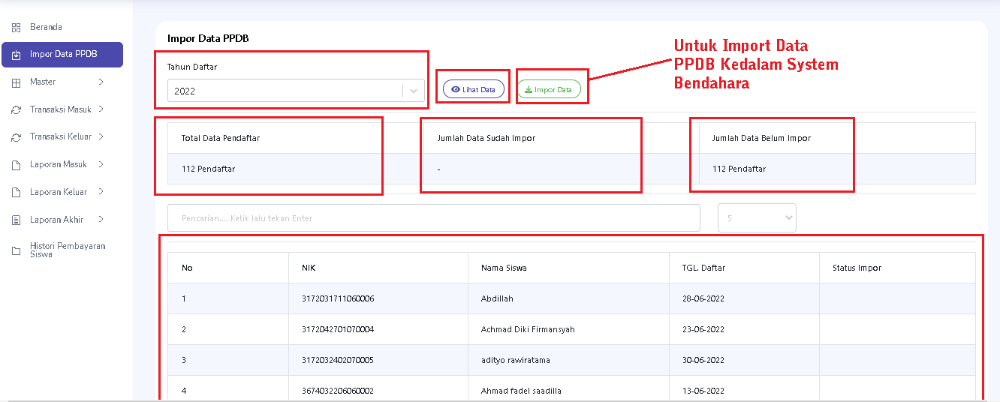 Beranda
Impor Data PPDB
Master
Transaksi Masuk
Transaksi Keluar
Laporan Masuk
Laporan Keluar
Laporan Akhir
Histori Pembayaran
Siswa
Impor Data PPDB
Tahun Daftar
2022
Lihat Data
Impor Data
Untuk Import Data
PPDB Kedalam System
Bendahara
Total Data Pendaftar Jumlah Data Sudah Impor Jumlah Data Belum Impor
112 Pendaftar - 112 Pendaftar
Pencarian.... Ketik lalu tekan Enter 5
No NIK Nama Siswa TGL. Daftar Status Impor
1 3172031711060006 Abdillah 28-06-2022
2 3172042701070004 Achmad Diki Firmansyah 23-06-2022
3 3172032402070005 adityo rawiratama 30-06-2022
4 3674032206060002 Ahmad fadel saadilla 13-06-2022